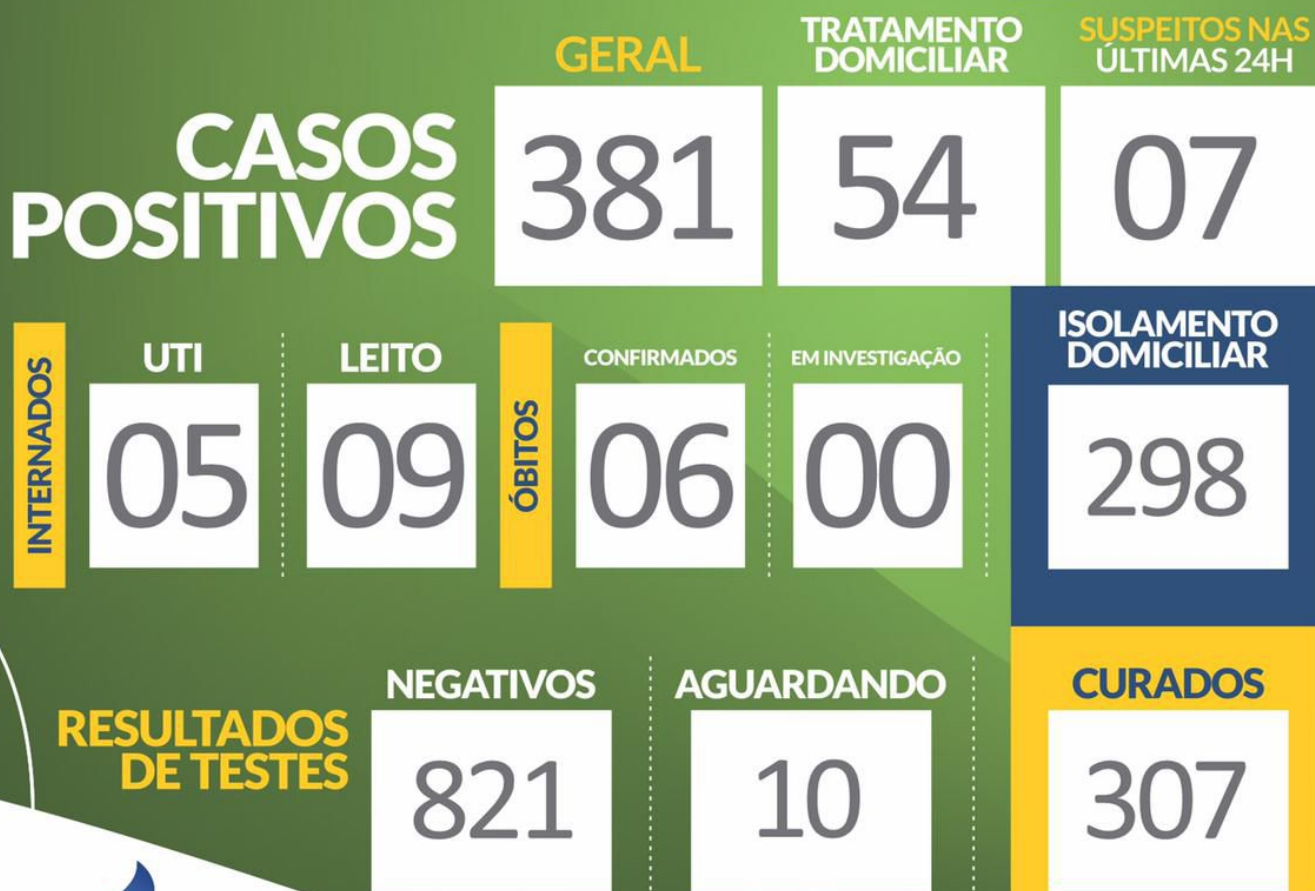 GERAL
TRATAMENTO
DOMICILIAR
SUSPEITOS NAS
ÚLTIMAS 24H
CASOS
POSITIVOS
381
54
07
INTERNADOS
UTI
05
LEITO
09
ÓBITOS
CONFIRMADOS
06
EM INVESTIGAÇÃO
00
ISOLAMENTO
DOMICILIAR
298
RESULTADOS
DE TESTES
NEGATIVOS
821
AGUARDANDO
10
CURADOS
307